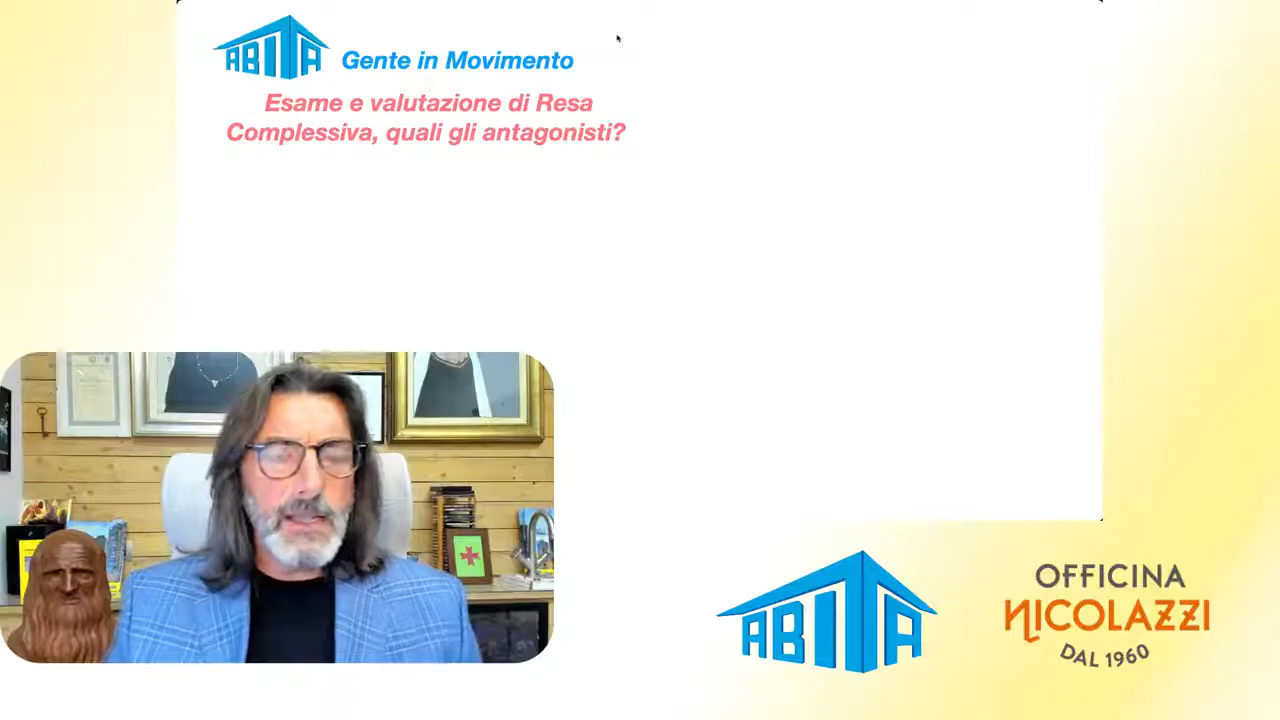 ABITA
Gente in Movimento
Esame e valutazione di Resa
Complessiva, quali gli antagonisti?
ABITA
OFFICINA
NICOLAZZI
DAL 1960